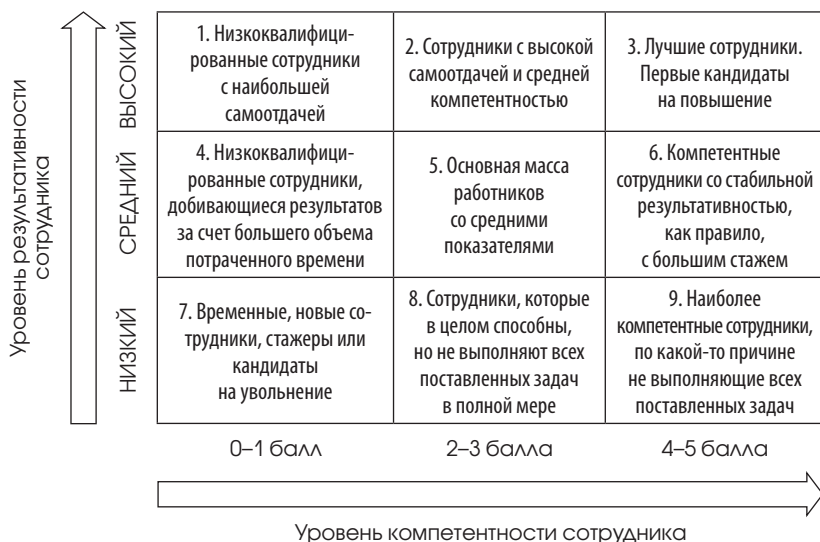 Уровень результативности
сотрудника
ВЫСОКИЙ
1. Низкоквалифици-
рованные сотрудники
с наибольшей
самоотдачей
2. Сотрудники с высокой
самоотдачей и средней
компетентностью
3. Лучшие сотрудники.
Первые кандидаты
на повышение
СРЕДНИЙ
4. Низкоквалифици-
рованные сотрудники,
добивающиеся результатов
за счет большего объема
потраченного времени
5. Основная масса
работников
со средними
показателями
6. Компетентные
сотрудники со стабильной
результативностью,
как правило,
с большим стажем
НИЗКИЙ
7. Временные, новые со-
трудники, стажеры или
кандидаты
на увольнение
8. Сотрудники, которые
в целом способны,
но не выполняют всех
поставленных задач
в полной мере
9. Наиболее
компетентные сотрудники,
по какой-то причине
не выполняющие всех
поставленных задач
0–1 балл
2–3 балла
4–5 балла
Уровень компетентности сотрудника